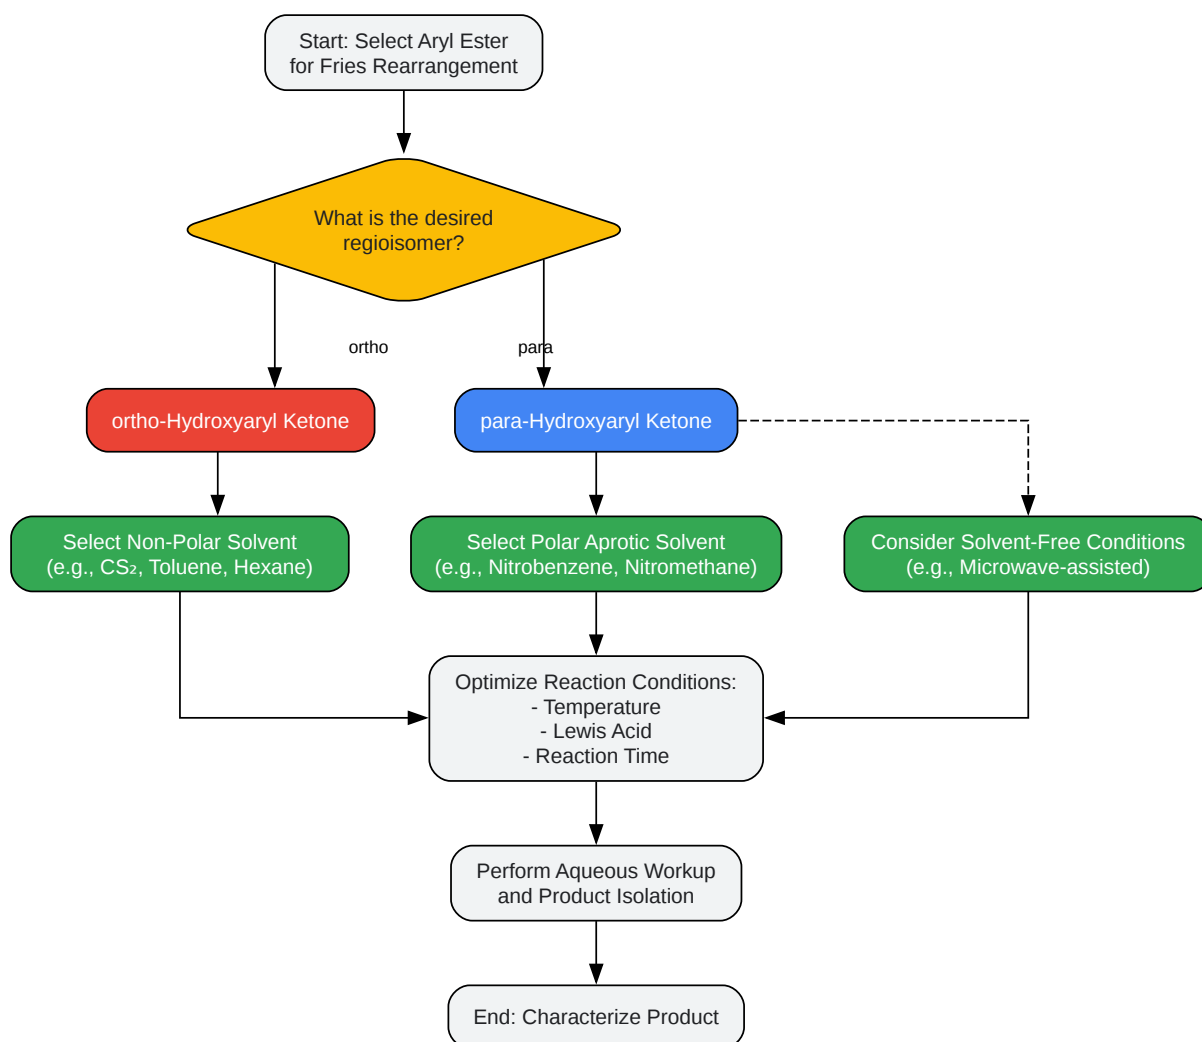 Start: Select Aryl Ester
for Fries Rearrangement
What is the desired
regioisomer?
ortho
para
ortho-Hydroxyaryl Ketone
para-Hydroxyaryl Ketone
Select Non-Polar Solvent
(e.g., CS₂, Toluene, Hexane)
Select Polar Aprotic Solvent
(e.g., Nitrobenzene, Nitromethane)
Consider Solvent-Free Conditions
(e.g., Microwave-assisted)
Optimize Reaction Conditions:
- Temperature
- Lewis Acid
- Reaction Time
Perform Aqueous Workup
and Product Isolation
End: Characterize Product